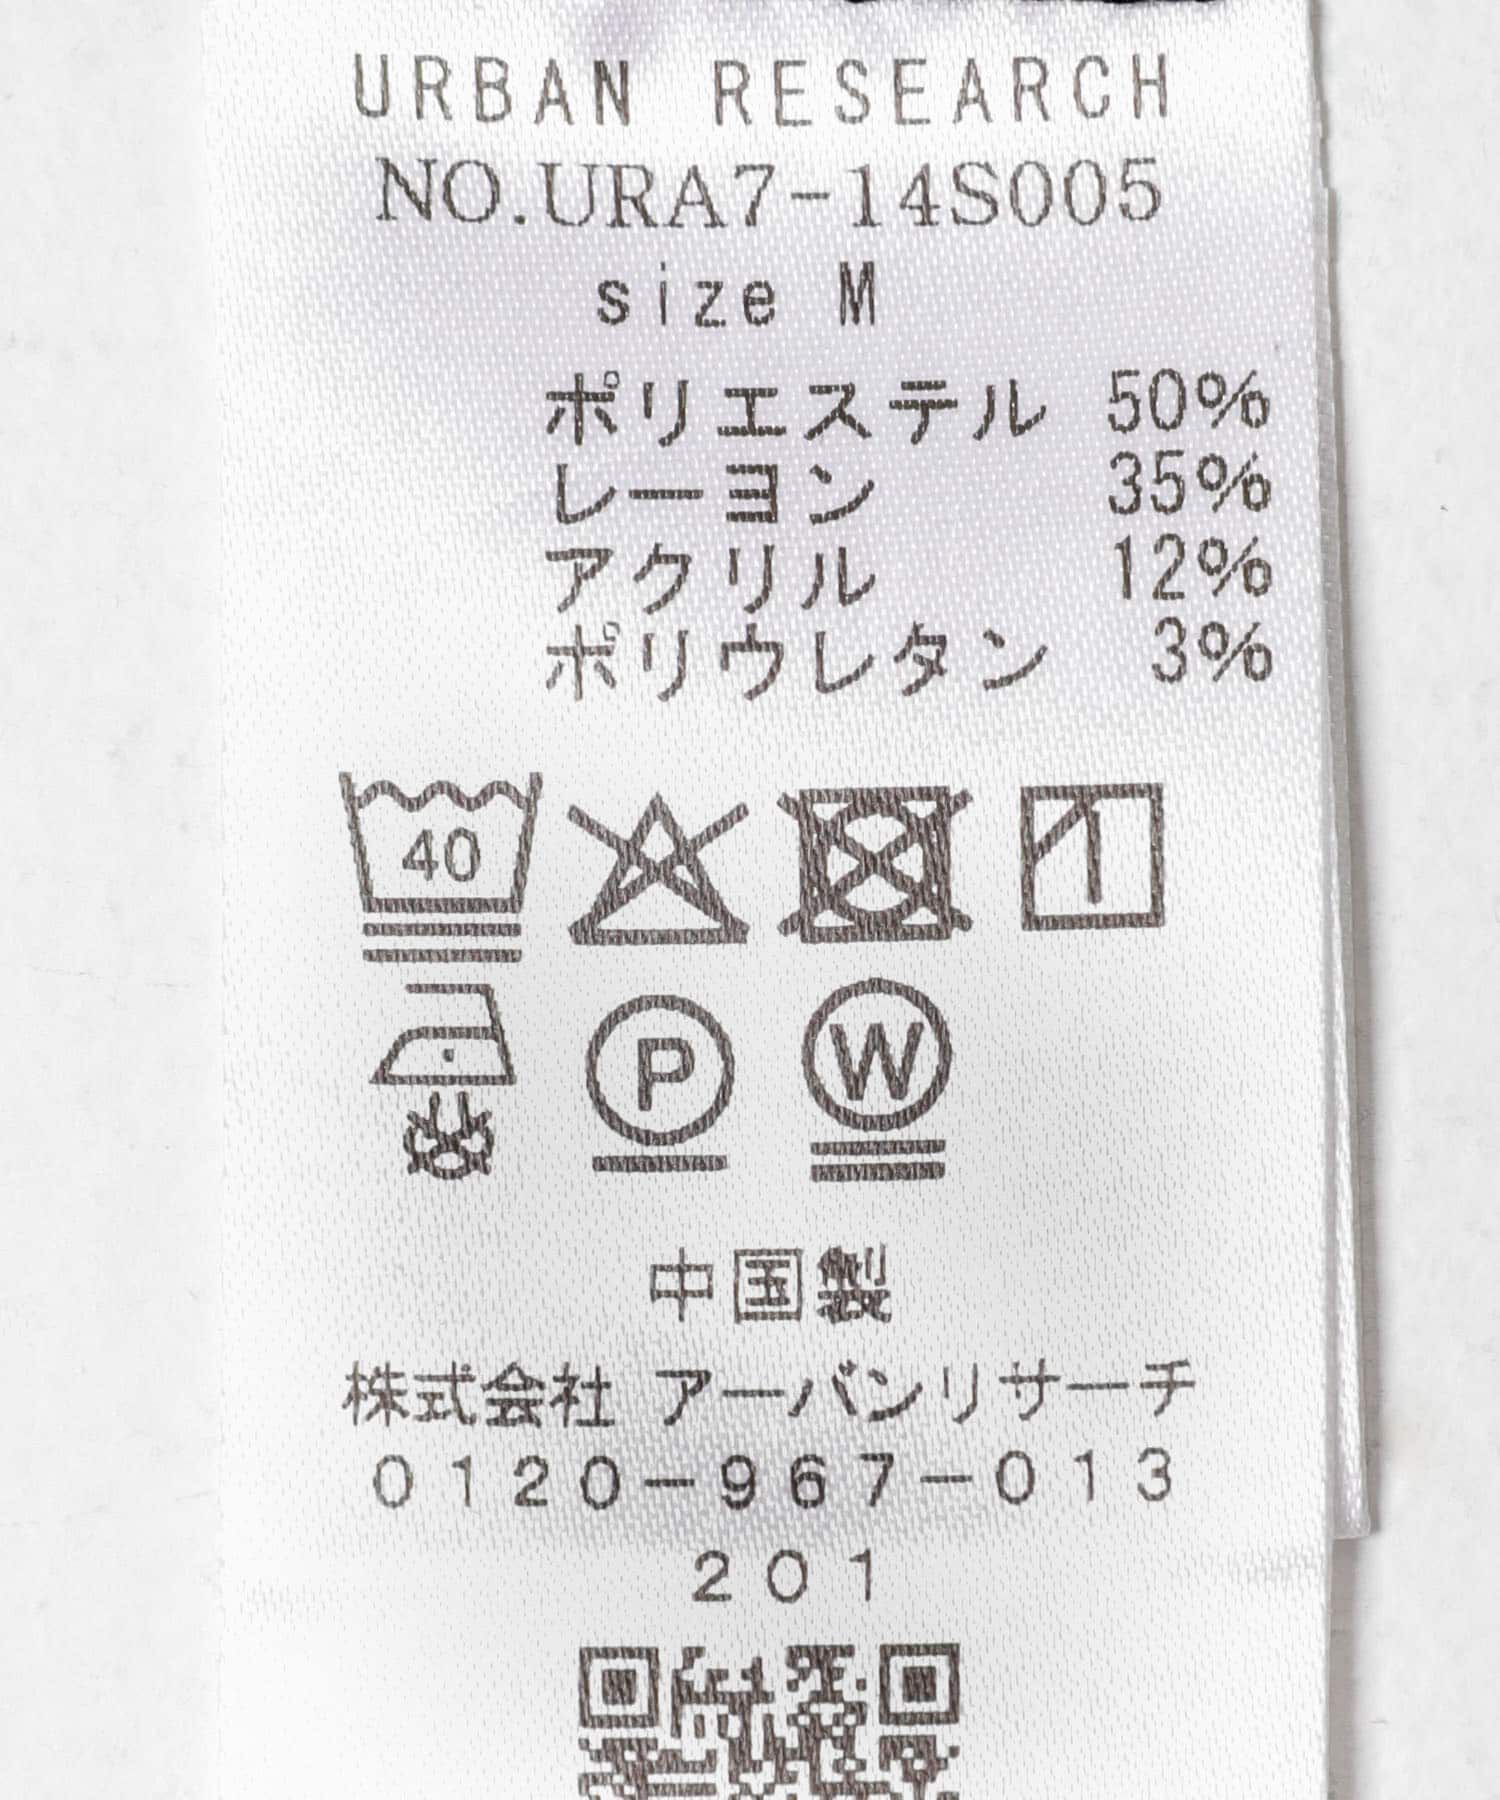 URBAN RESEARCH
NO.URA7-14S005
size M
ポリエステル 50%
レーヨン 35%
アクリル 12%
ポリウレタン 3%
40
P W
中国製
株式会社 アーバンリサーチ
0120-967-013
201